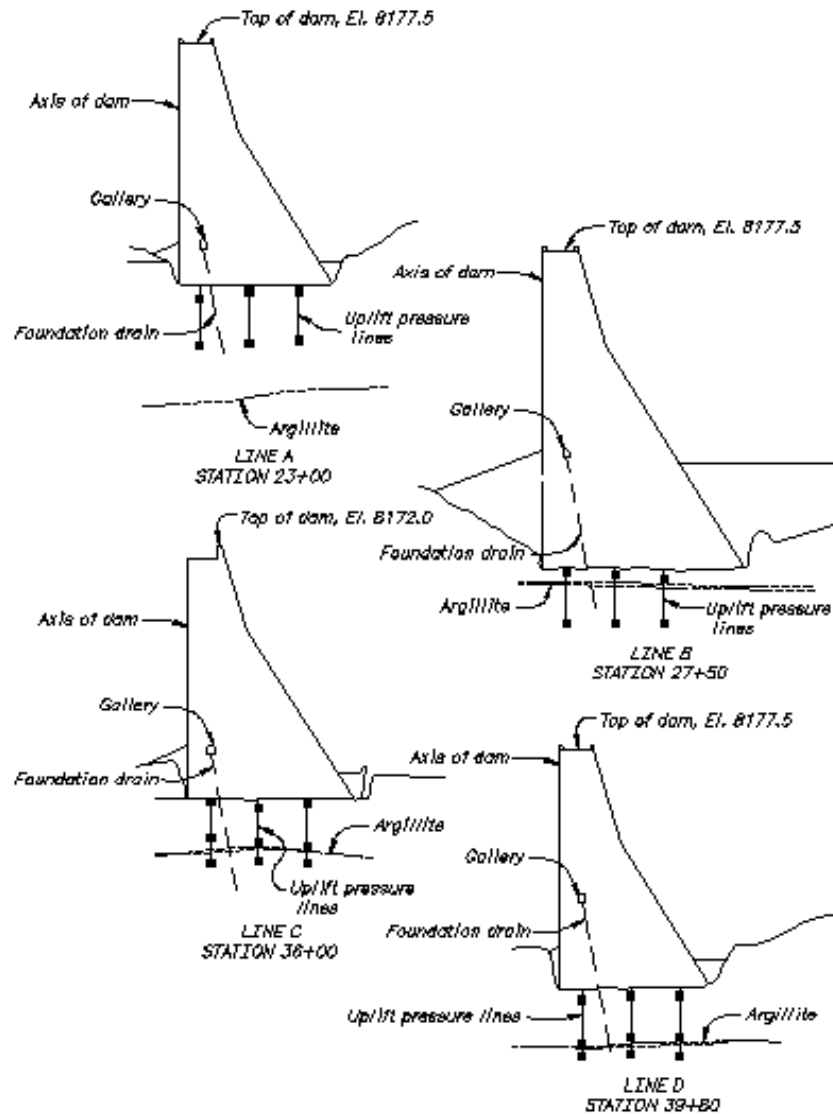 Top of dam, El. 8177.5
Axis of dam
Gallery
Foundation drain
Uplift pressure
lines
Argillite
LINE A
STATION 23+00
Top of dam, El. 8177.5
Axis of dam
Gallery
Foundation drain
Argillite
Uplift pressure
lines
LINE B
STATION 27+50
Top of dam, El. 8172.0
Axis of dam
Gallery
Foundation drain
Argillite
Uplift pressure
lines
LINE C
STATION 36+00
Top of dam, El. 8177.5
Axis of dam
Gallery
Foundation drain
Uplift pressure lines
Argillite
LINE D
STATION 39+80